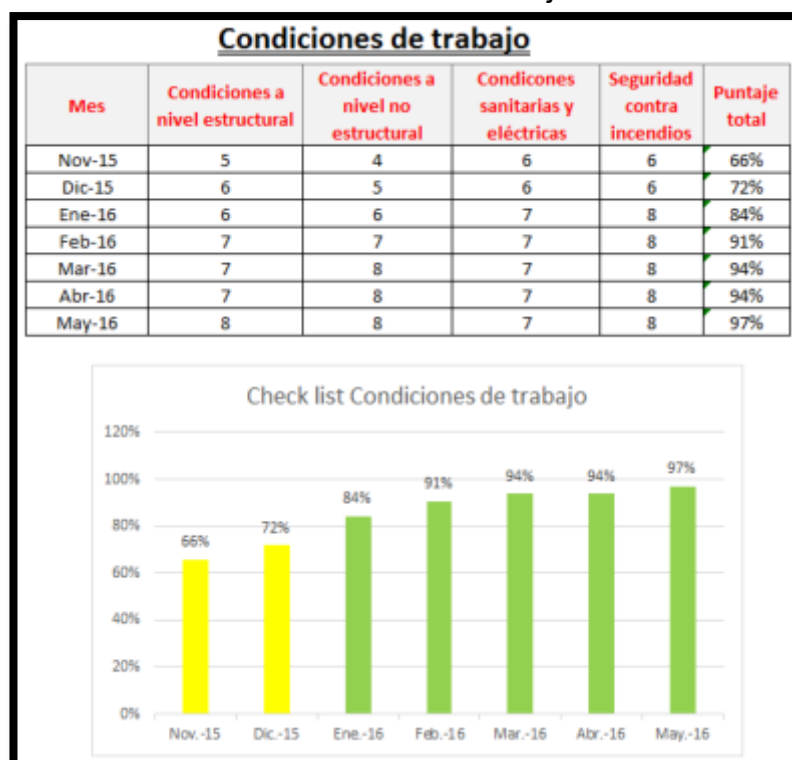 Condiciones de trabajo
Mes Condiciones a nivel estructural Condiciones a nivel no estructural Condicones sanitarias y eléctricas Seguridad contra incendios Puntaje total
Nov-15 5 4 6 6 66%
Dic-15 6 5 6 6 72%
Ene-16 6 6 7 8 84%
Feb-16 7 7 7 8 91%
Mar-16 7 8 7 8 94%
Abr-16 7 8 7 8 94%
May-16 8 8 7 8 97%
Check list Condiciones de trabajo
120%
100%
80%
60%
40%
20%
0%
66% 72% 84% 91% 94% 94% 97%
Nov.-15 Dic.-15 Ene.-16 Feb.-16 Mar.-16 Abr.-16 May.-16